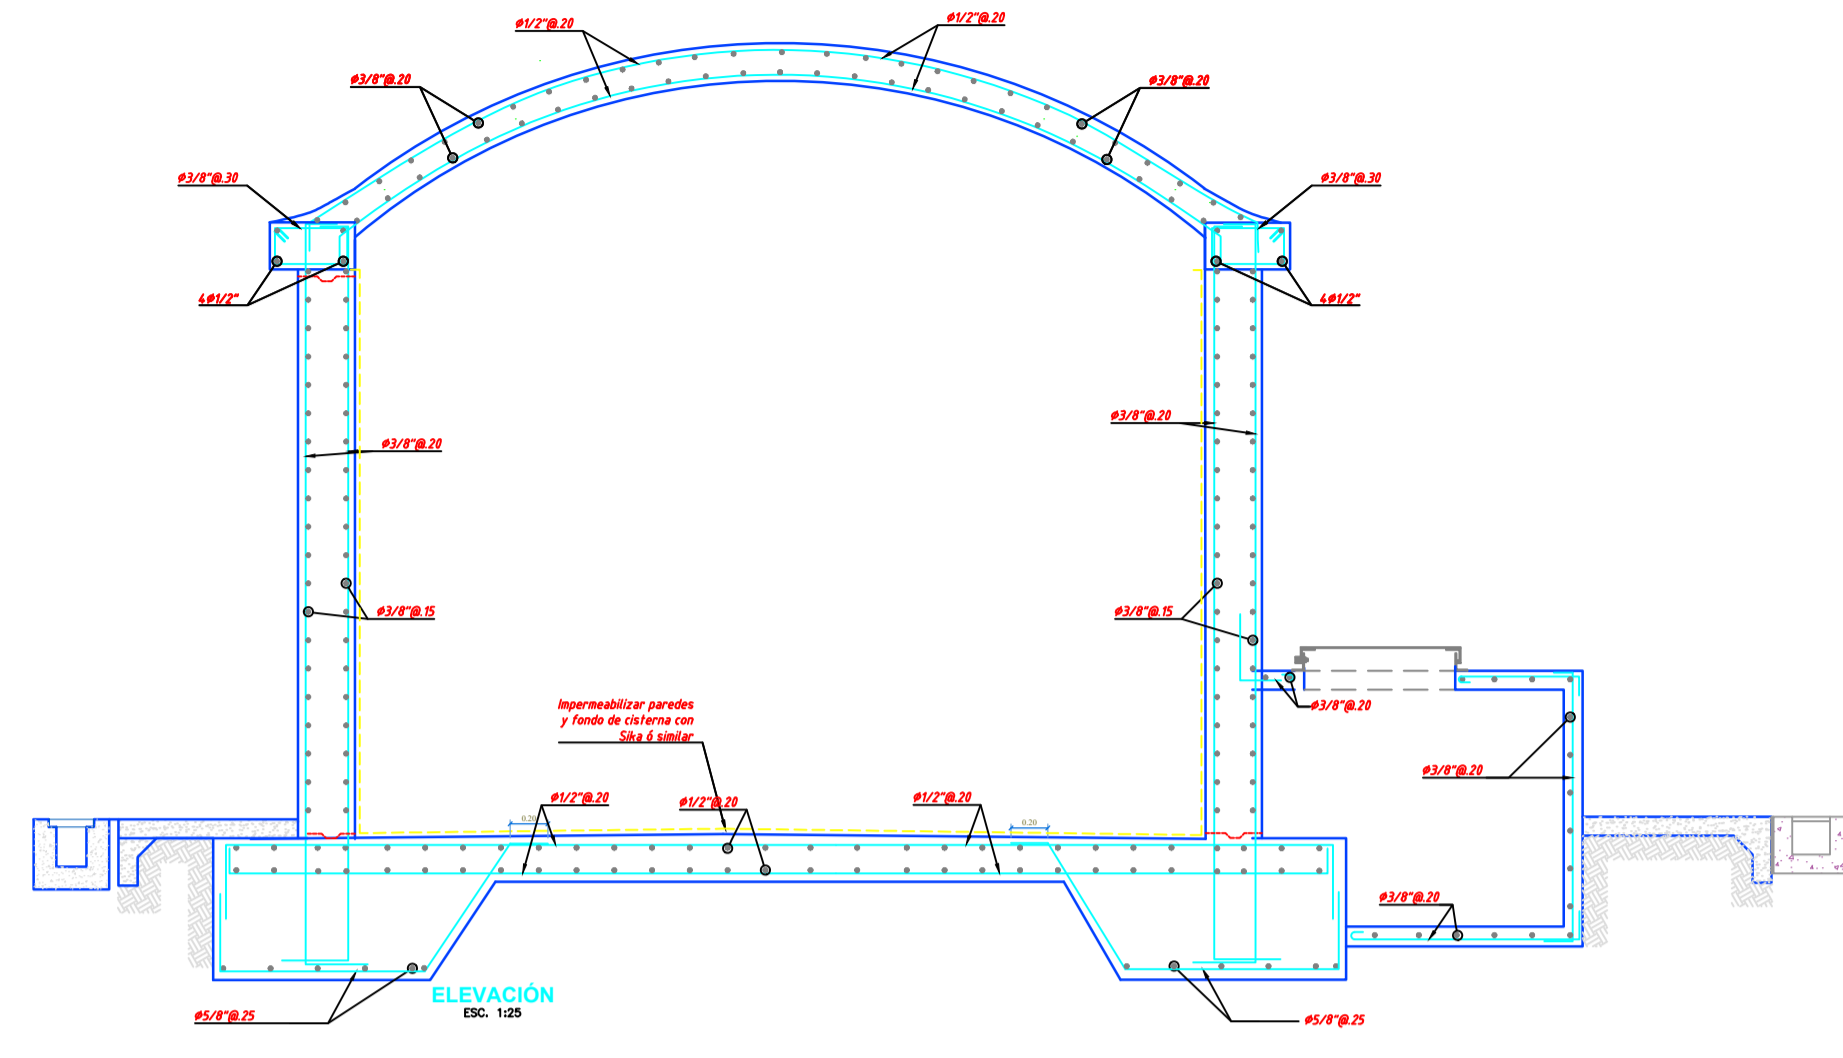 ø1/2"@.20
ø1/2"@.20
ø3/8"@.20
ø3/8"@.20
ø3/8"@.30
ø3/8"@.30
4ø1/2"
4ø1/2"
ø3/8"@.20
ø3/8"@.20
ø3/8"@.15
ø3/8"@.15
Impermeabilizar paredes
y fondo de cisterna con
Sika ó similar
ø3/8"@.20
ø3/8"@.20
ø1/2"@.20
ø1/2"@.20
ø1/2"@.20
0.20
0.20
ø3/8"@.20
ELEVACIÓN
ESC. 1:25
ø5/8"@.25
ø5/8"@.25